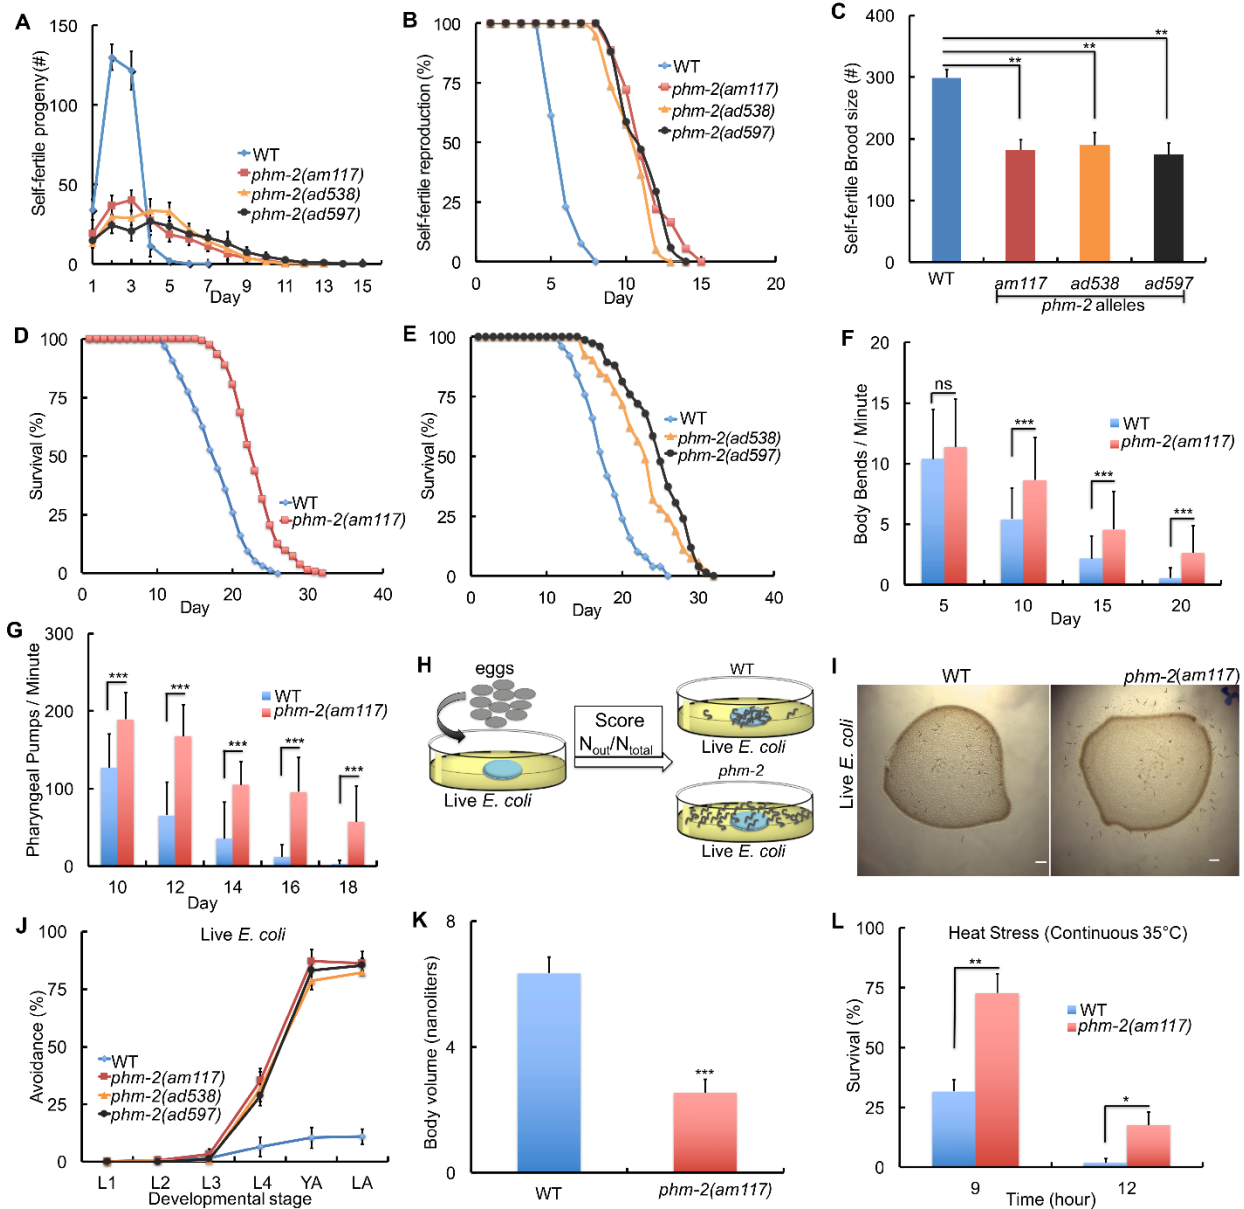 A
Self-fertile progeny (#)
150
100
50
0
WT
phm-2(am117)
phm-2(ad538)
phm-2(ad597)
1 3 5 7 9 11 13 15
Day
B
Self-fertile reproduction (%)
100
75
50
25
0
WT
phm-2(am117)
phm-2(ad538)
phm-2(ad597)
0 10 15 20
Day
C
Self-fertile Brood size (#)
400
300
200
100
0
**
**
**
WT am117 ad538 ad597
phm-2 alleles
D
Survival (%)
100
75
50
25
0
WT
phm-2(am117)
0 10 20 30 40
Day
E
Survival (%)
100
75
50
25
0
WT
phm-2(ad538)
phm-2(ad597)
0 10 20 30 40
Day
F
Body Bends / Minute
20
15
10
5
0
ns
***
***
***
WT
phm-2(am117)
5 10 15 20
Day
G
Pharyngeal Pumps / Minute
300
200
100
0
***
***
***
***
***
WT
phm-2(am117)
10 12 14 16 18
Day
H
eggs
Live E. coli
Score
Nout/Ntotal
WT
Live E. coli
phm-2
Live E. coli
I
WT
phm-2(am117)
Live E. coli
J
Live E. coli
Avoidance (%)
100
75
50
25
0
WT
phm-2(am117)
phm-2(ad538)
phm-2(ad597)
L1 L2 L3 L4 YA LA
Developmental stage
K
Body volume (nanoliters)
8
4
0
***
WT phm-2(am117)
L
Heat Stress (Continuous 35°C)
Survival (%)
100
75
50
25
0
**
*
WT
phm-2(am117)
9 12
Time (hour)